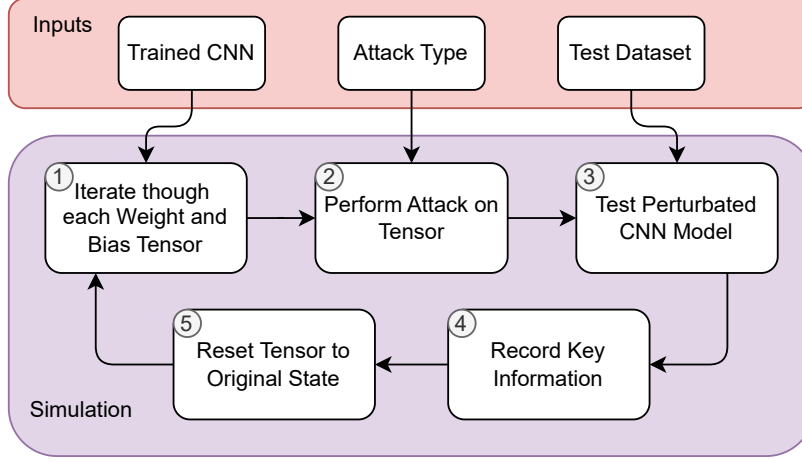 Inputs
Trained CNN
Attack Type
Test Dataset
1
Iterate though
each Weight and
Bias Tensor
2
Perform Attack on
Tensor
3
Test Perturbated
CNN Model
4
Record Key
Information
5
Reset Tensor to
Original State
Simulation